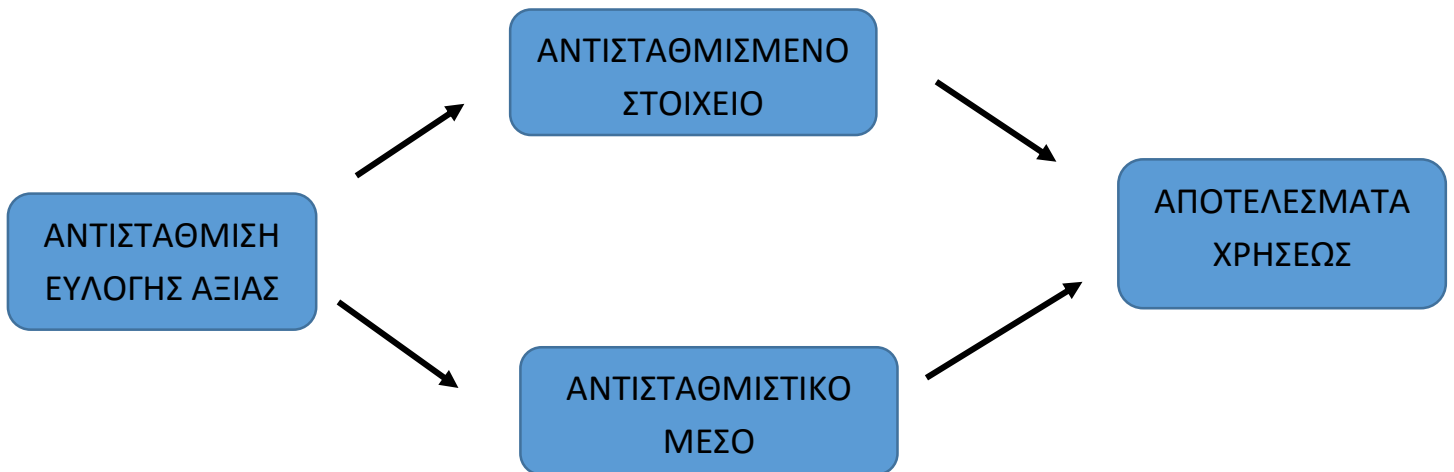 ΑΝΤΙΣΤΑΘΜΙΣΜΕΝΟ
ΣΤΟΙΧΕΙΟ
ΑΝΤΙΣΤΑΘΜΙΣΗ
ΕΥΛΟΓΗΣ ΑΞΙΑΣ
ΑΠΟΤΕΛΕΣΜΑΤΑ
ΧΡΗΣΕΩΣ
ΑΝΤΙΣΤΑΘΜΙΣΤΙΚΟ
ΜΕΣΟ